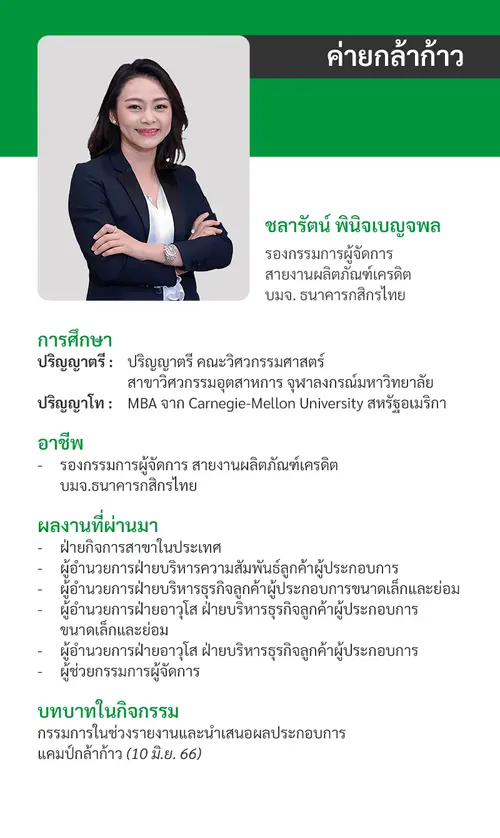 ค่ายกล้าก้าว
ชลารัตน์ พินิจเบญจพล
รองกรรมการผู้จัดการ
สายงานผลิตภัณฑ์เครดิต
บมจ. ธนาคารกสิกรไทย
การศึกษา
ปริญญาตรี : ปริญญาตรี คณะวิศวกรรมศาสตร์
สาขาวิศวกรรมอุตสาหการ จุฬาลงกรณ์มหาวิทยาลัย
ปริญญาโท : MBA จาก Carnegie-Mellon University สหรัฐอเมริกา
อาชีพ
- รองกรรมการผู้จัดการ สายงานผลิตภัณฑ์เครดิต
บมจ.ธนาคารกสิกรไทย
ผลงานที่ผ่านมา
- ฝ่ายกิจการสาขาในประเทศ
- ผู้อำนวยการฝ่ายบริหารความสัมพันธ์ลูกค้าผู้ประกอบการ
- ผู้อำนวยการฝ่ายบริหารธุรกิจลูกค้าผู้ประกอบการขนาดเล็กและย่อม
- ผู้อำนวยการฝ่ายอาวุโส ฝ่ายบริหารธุรกิจลูกค้าผู้ประกอบการ
ขนาดเล็กและย่อม
- ผู้อำนวยการฝ่ายอาวุโส ฝ่ายบริหารธุรกิจลูกค้าผู้ประกอบการ
- ผู้ช่วยกรรมการผู้จัดการ
บทบาทในกิจกรรม
กรรมการในช่วงรายงานและนำเสนอผลประกอบการ
แคมป์กล้าก้าว (10 มิ.ย. 66)